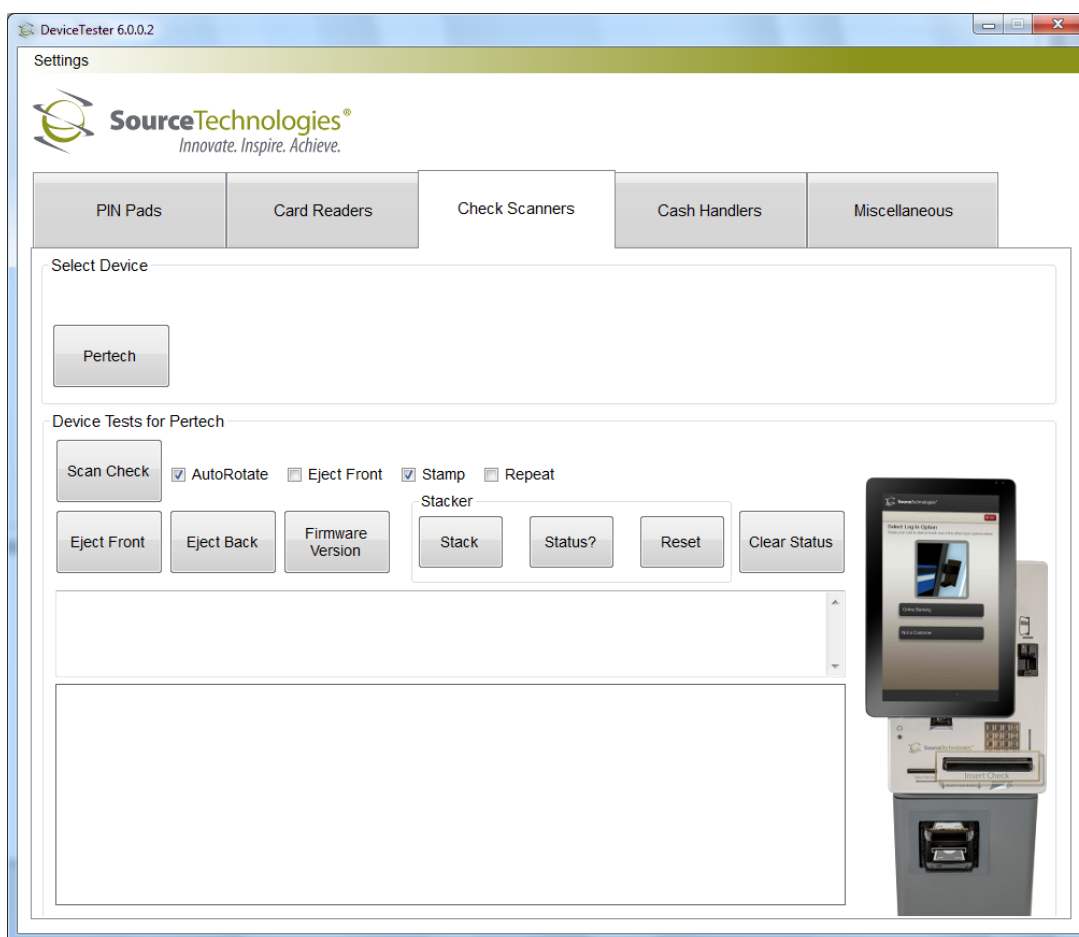 DeviceTester 6.0.0.2
Settings
SourceTechnologies®
Innovate. Inspire. Achieve.
PIN Pads
Card Readers
Check Scanners
Cash Handlers
Miscellaneous
Select Device
Pertech
Device Tests for Pertech
Scan Check
AutoRotate
Eject Front
Stamp
Repeat
Stacker
Eject Front
Eject Back
Firmware
Version
Stack
Status?
Reset
Clear Status
SourceTechnologies
Select Log In Option
Online Banking
Not a Customer
SourceTechnologies
Insert Check